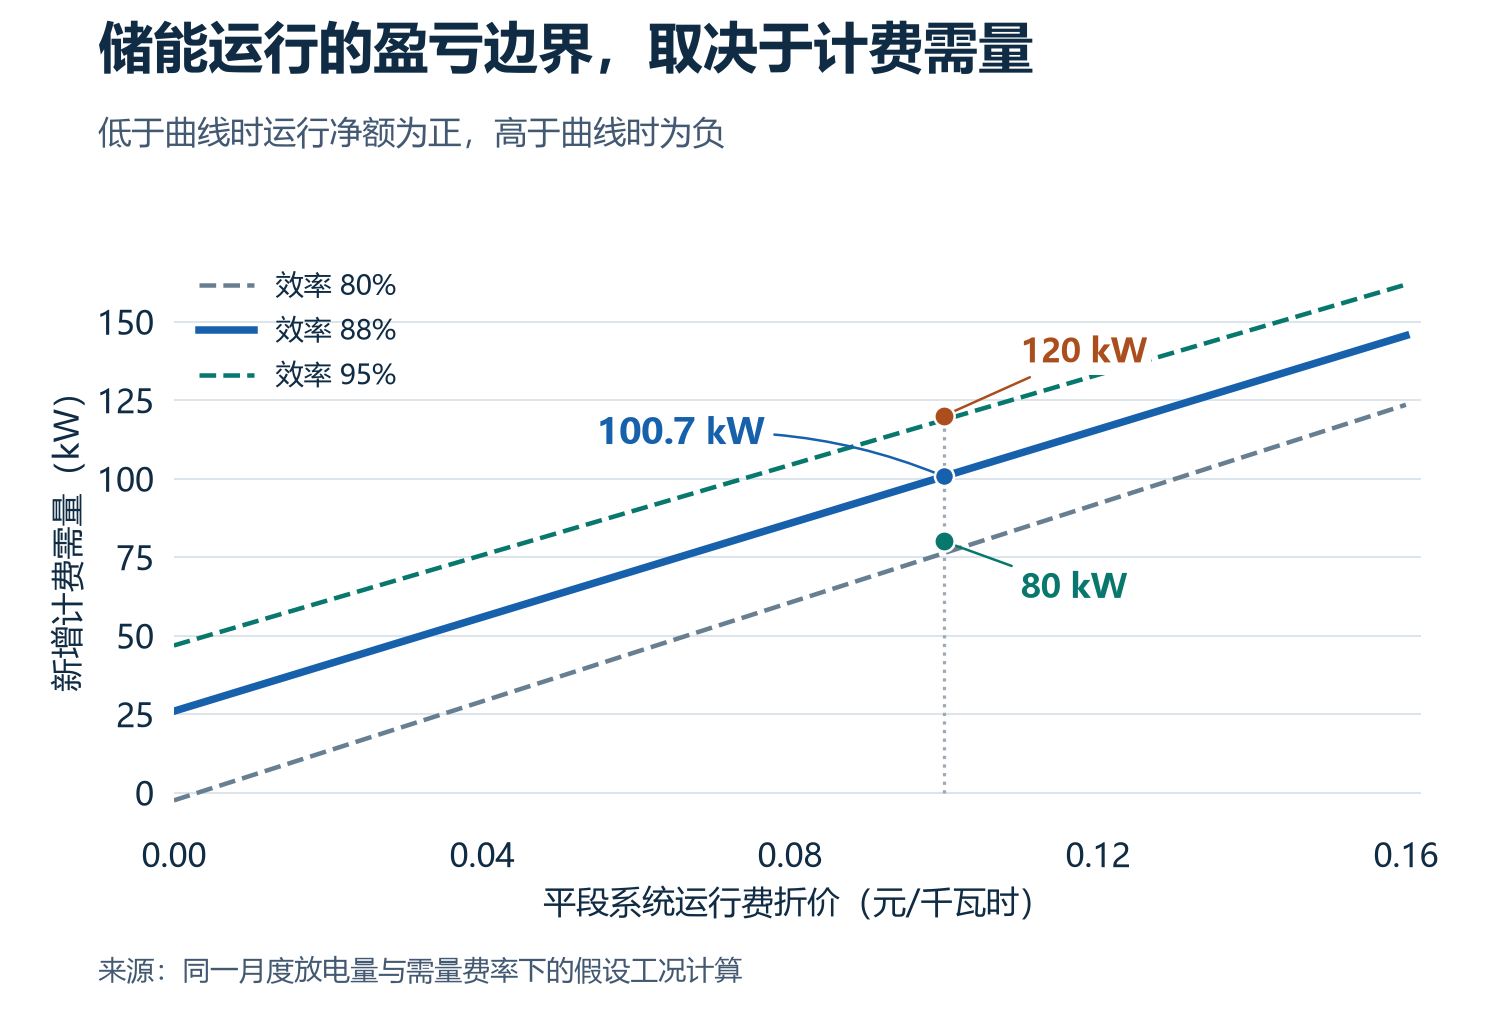 储能运行的盈亏边界，取决于计费需量
低于曲线时运行净额为正，高于曲线时为负
效率 80%
效率 88%
效率 95%
150
125
100
75
50
25
0
新增计费需量（kW）
120 kW
100.7 kW
80 kW
0.00
0.04
0.08
0.12
0.16
平段系统运行费折价（元/千瓦时）
来源：同一月度放电量与需量费率下的假设工况计算